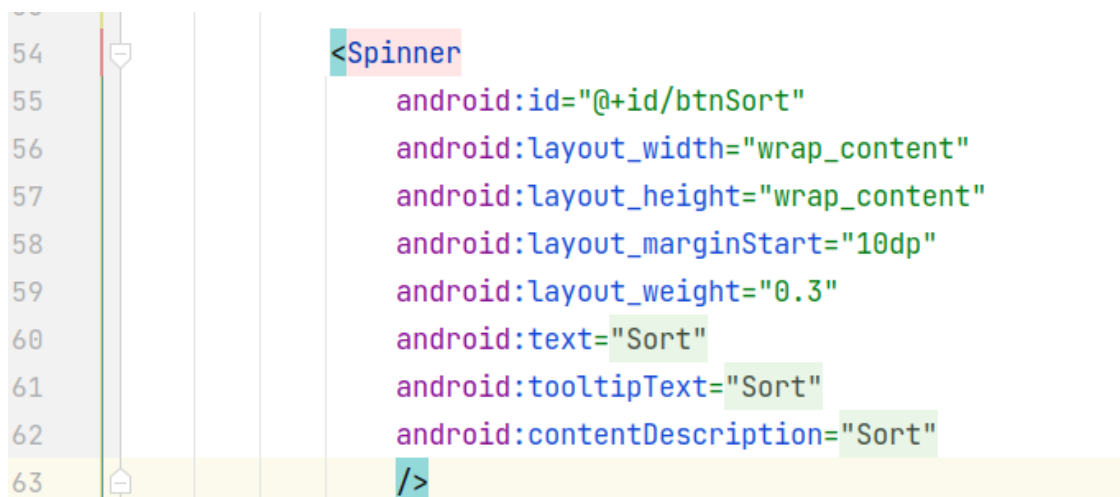 54 <Spinner
55 android:id="@+id/btnSort"
56 android:layout_width="wrap_content"
57 android:layout_height="wrap_content"
58 android:layout_marginStart="10dp"
59 android:layout_weight="0.3"
60 android:text="Sort"
61 android:tooltipText="Sort"
62 android:contentDescription="Sort"
63 />